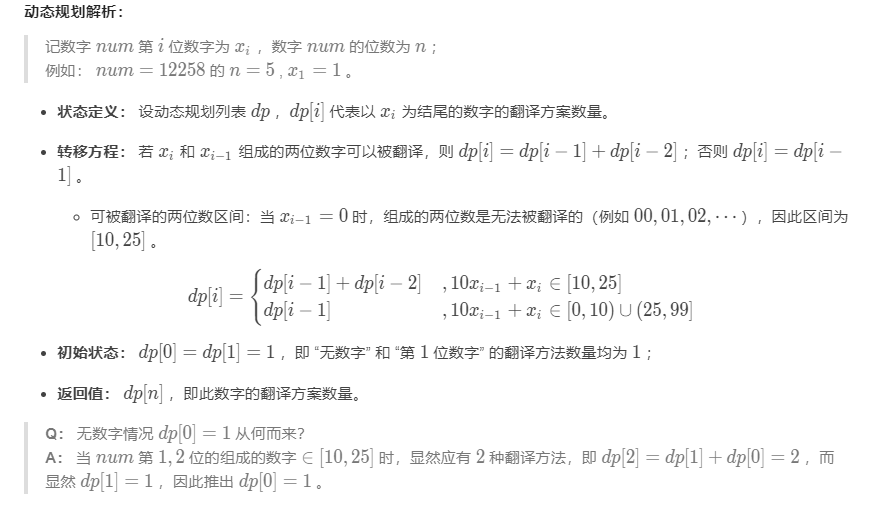 动态规划解析：
记数字 num 第 i 位数字为 x_i ，数字 num 的位数为 n ；
例如： num = 12258 的 n = 5 , x_1 = 1 。
• 状态定义： 设动态规划列表 dp ，dp[i] 代表以 x_i 为结尾的数字的翻译方案数量。
• 转移方程： 若 x_i 和 x_{i−1} 组成的两位数字可以被翻译，则 dp[i] = dp[i − 1] + dp[i − 2] ；否则 dp[i] = dp[i −
1] 。
◦ 可被翻译的两位数区间：当 x_{i−1} = 0 时，组成的两位数是无法被翻译的（例如 00, 01, 02, ⋯ ），因此区间为
[10, 25] 。
dp[i] = { dp[i − 1] + dp[i − 2] , 10x_{i−1} + x_i ∈ [10, 25]
dp[i − 1] , 10x_{i−1} + x_i ∈ [0, 10) ∪ (25, 99]
• 初始状态： dp[0] = dp[1] = 1 ，即 “无数字” 和 “第 1 位数字” 的翻译方法数量均为 1 ；
• 返回值： dp[n] ，即此数字的翻译方案数量。
Q： 无数字情况 dp[0] = 1 从何而来？
A： 当 num 第 1, 2 位的组成的数字 ∈ [10, 25] 时，显然应有 2 种翻译方法，即 dp[2] = dp[1] + dp[0] = 2 ，而
显然 dp[1] = 1 ，因此推出 dp[0] = 1 。